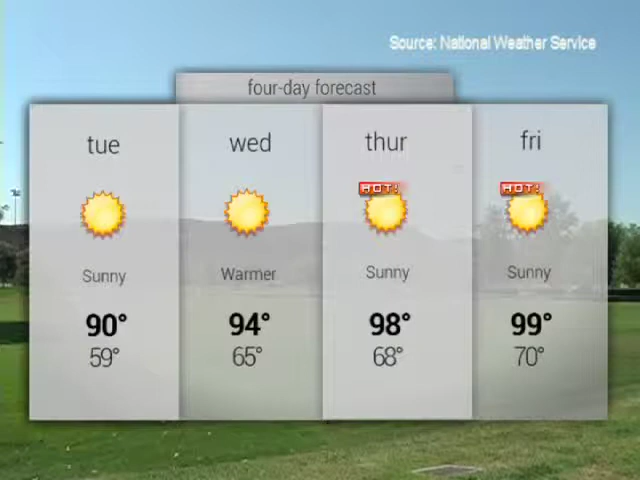 Source: National Weather Service
four-day forecast
tue
wed
thur
fri
HOT!
HOT!
Sunny
Warmer
Sunny
Sunny
90°
94°
98°
99°
59°
65°
68°
70°